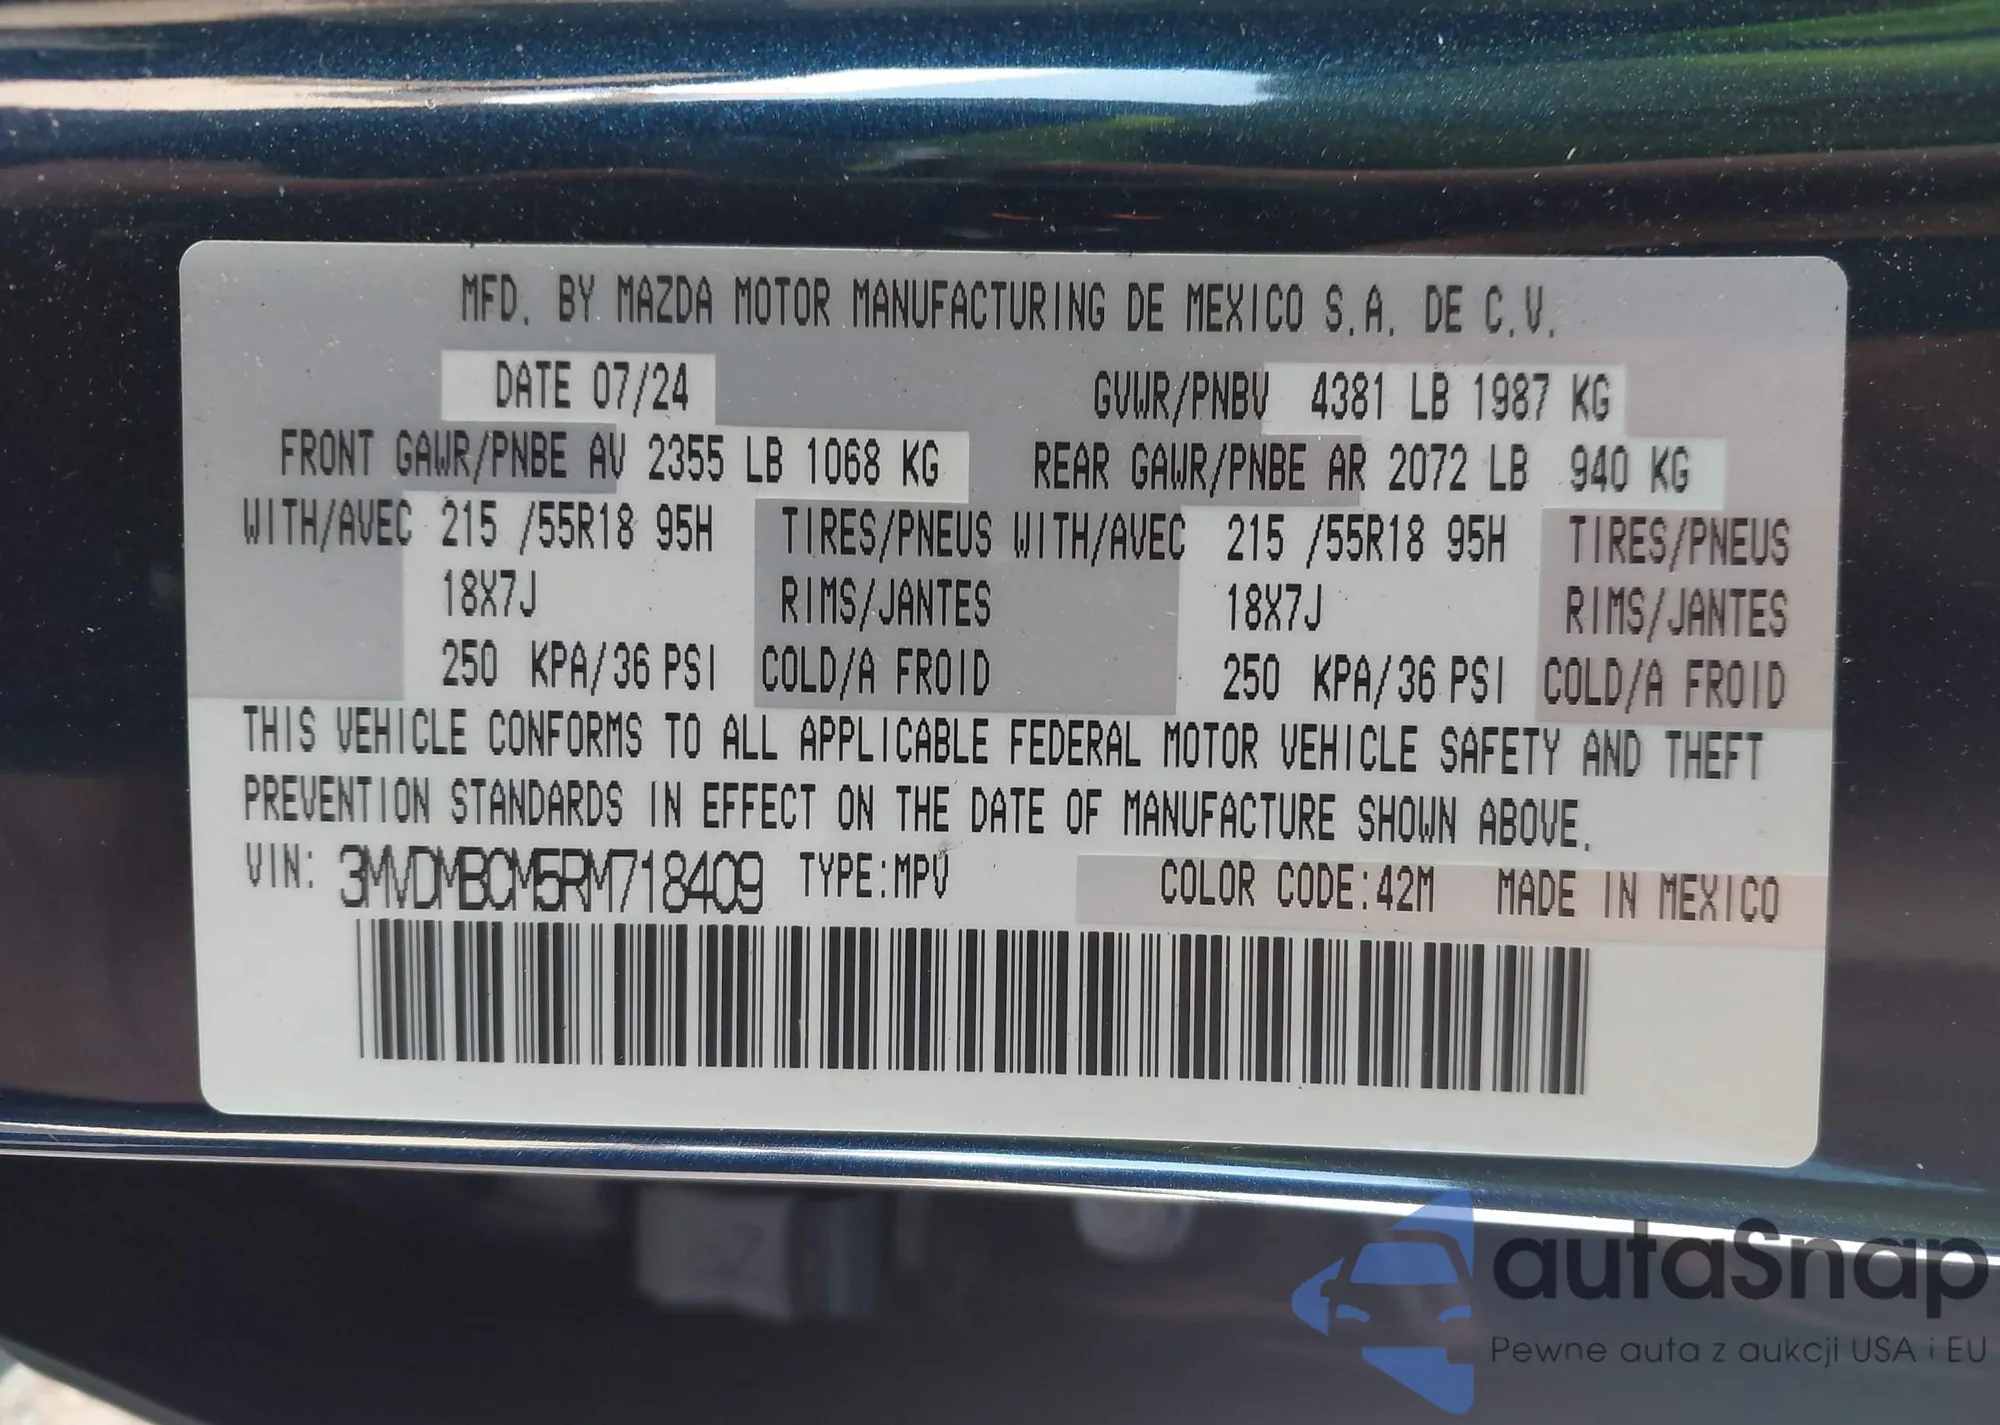 MFD. BY MAZDA MOTOR MANUFACTURING DE MEXICO S.A. DE C.V.
DATE 07/24 GVWR/PNBV 4381 LB 1987 KG
FRONT GAWR/PNBE AV 2355 LB 1068 KG REAR GAWR/PNBE AR 2072 LB 940 KG
WITH/AVEC 215 /55R18 95H TIRES/PNEUS WITH/AVEC 215 /55R18 95H TIRES/PNEUS
18X7J RIMS/JANTES 18X7J RIMS/JANTES
250 KPA/36 PSI COLD/A FROID 250 KPA/36 PSI COLD/A FROID
THIS VEHICLE CONFORMS TO ALL APPLICABLE FEDERAL MOTOR VEHICLE SAFETY AND THEFT
PREVENTION STANDARDS IN EFFECT ON THE DATE OF MANUFACTURE SHOWN ABOVE.
VIN: 3MVDMBCM5RM718409 TYPE:MPV COLOR CODE:42M MADE IN MEXICO
autaSnap
Pewne auta z aukcji USA i EU